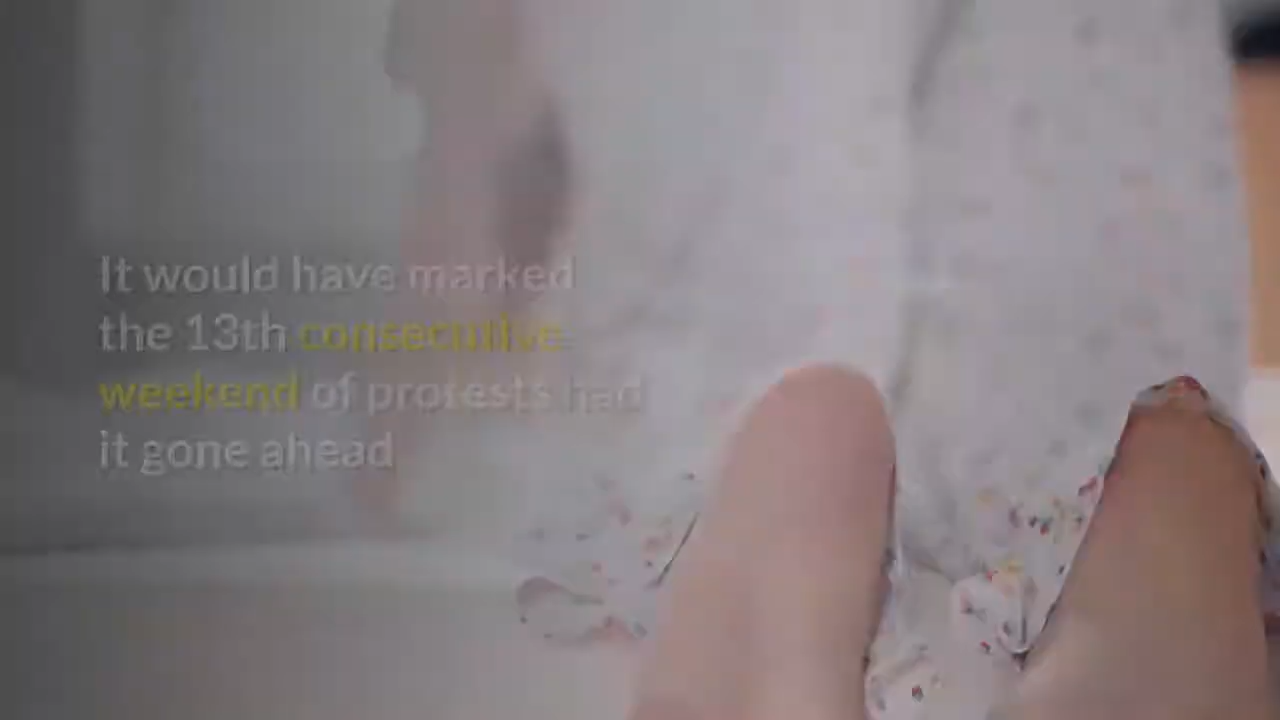 It would have marked
the 13th consecutive
weekend of protests had
it gone ahead